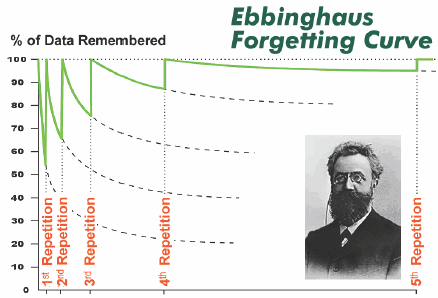 Ebbinghaus
Forgetting Curve
% of Data Remembered
100
90
80
70
60
50
40
30
20
10
0
1st Repetition
2nd Repetition
3rd Repetition
4th Repetition
5th Repetition